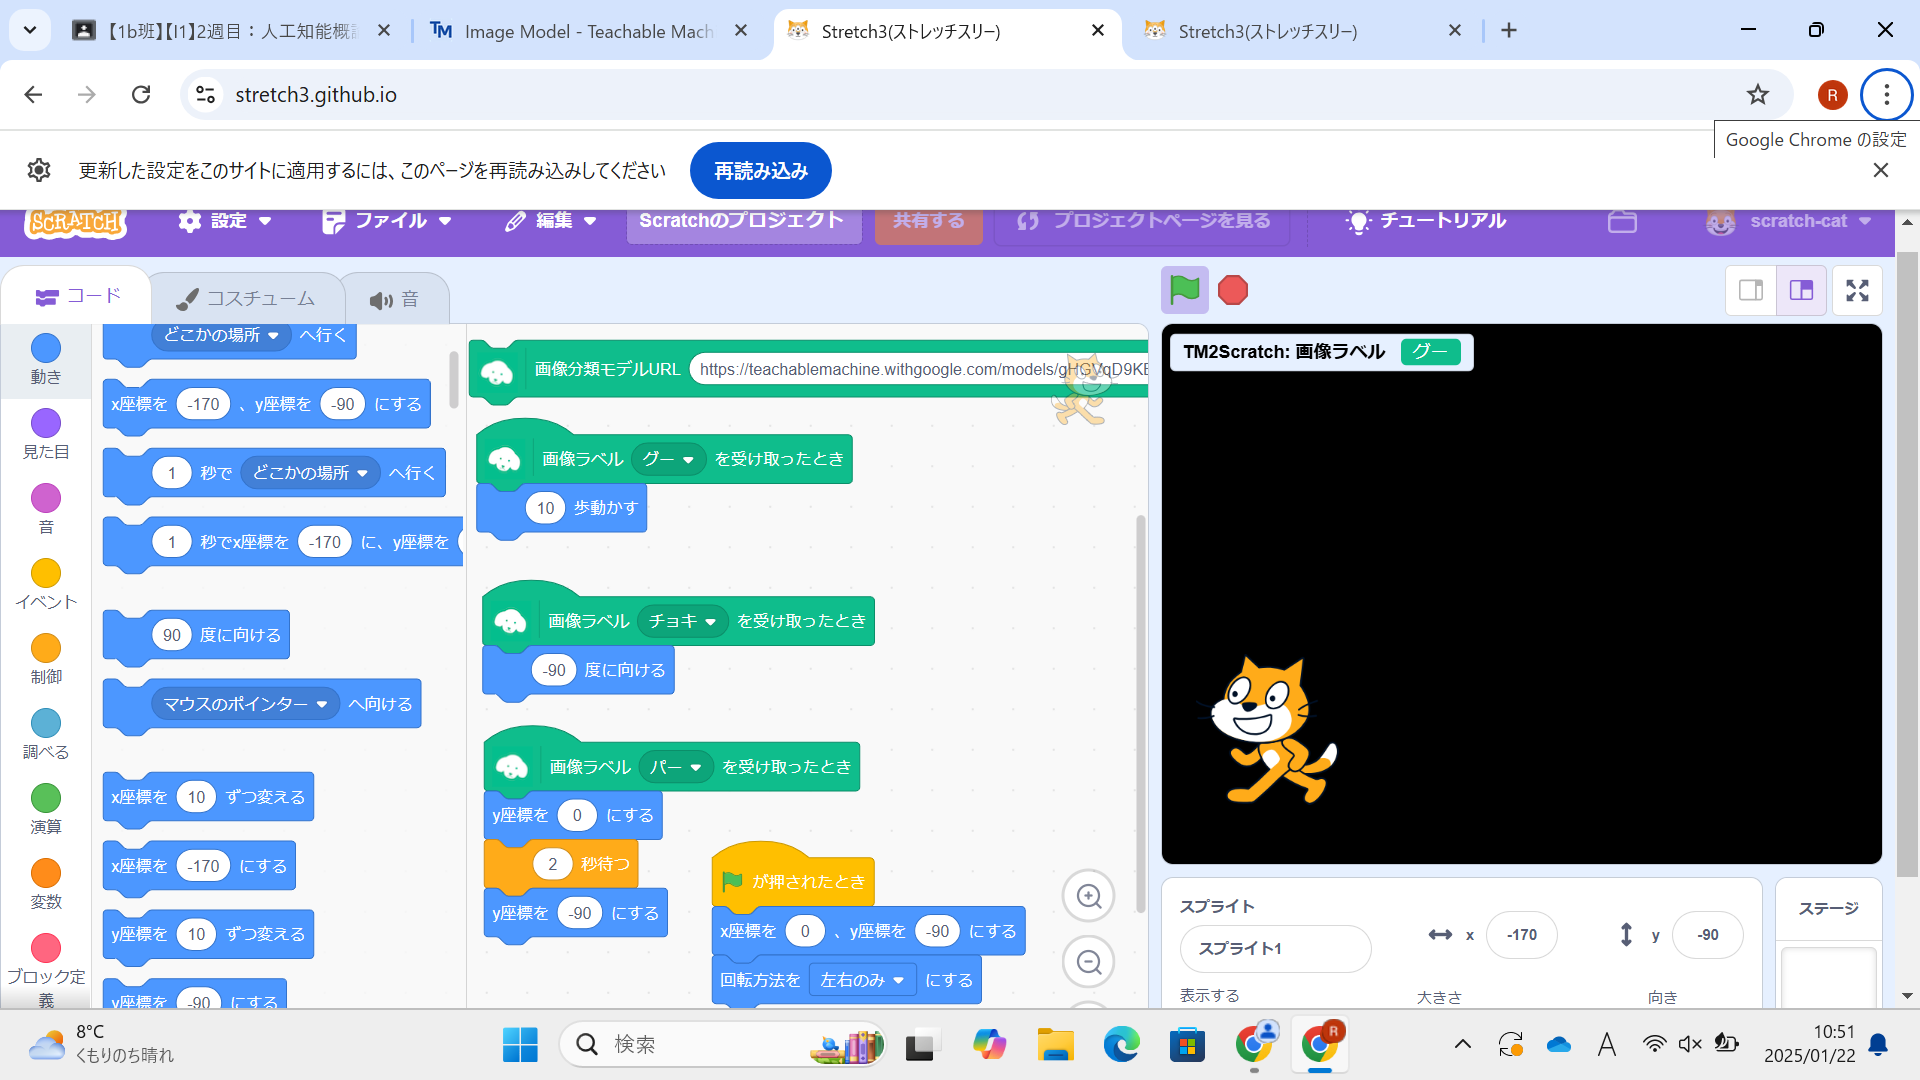 【1b班】【I1】2週目：人工知能概
Image Model - Teachable Mach
Stretch3(ストレッチスリー)
Stretch3(ストレッチスリー)
stretch3.github.io
R
Google Chrome の設定
更新した設定をこのサイトに適用するには、このページを再読み込みしてください
再読み込み
SCRATCH
設定
ファイル
編集
Scratchのプロジェクト
共有する
プロジェクトページを見る
チュートリアル
scratch-cat
コード
コスチューム
音
動き
見た目
音
イベント
制御
調べる
演算
変数
ブロック定義
どこかの場所 へ行く
x座標を -170 、y座標を -90 にする
1 秒で どこかの場所 へ行く
1 秒でx座標を -170 に、y座標を
90 度に向ける
マウスのポインター へ向ける
x座標を 10 ずつ変える
x座標を -170 にする
y座標を 10 ずつ変える
y座標を -90 にする
画像分類モデルURL https://teachablemachine.withgoogle.com/models/gHGVqD9KE
画像ラベル グー を受け取ったとき
10 歩動かす
画像ラベル チョキ を受け取ったとき
-90 度に向ける
画像ラベル パー を受け取ったとき
y座標を 0 にする
2 秒待つ
y座標を -90 にする
が押されたとき
x座標を 0 、y座標を -90 にする
回転方法を 左右のみ にする
TM2Scratch: 画像ラベル グー
スプライト
スプライト1
x -170
y -90
表示する
大きさ
向き
ステージ
8°C
くもりのち晴れ
検索
R
A
10:51
2025/01/22